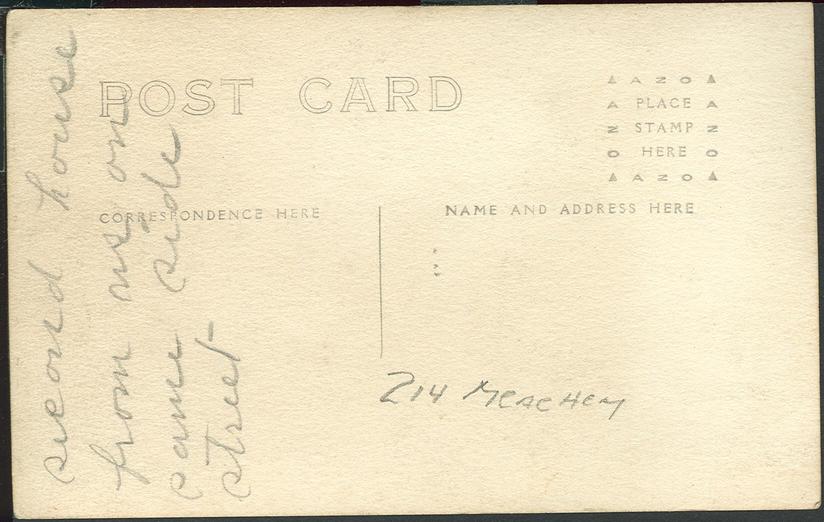 POST CARD
AZO
A PLACE A
Z STAMP Z
O HERE O
AZO
CORRESPONDENCE HERE
NAME AND ADDRESS HERE
second house
from us on
same side
street
214 Meachem